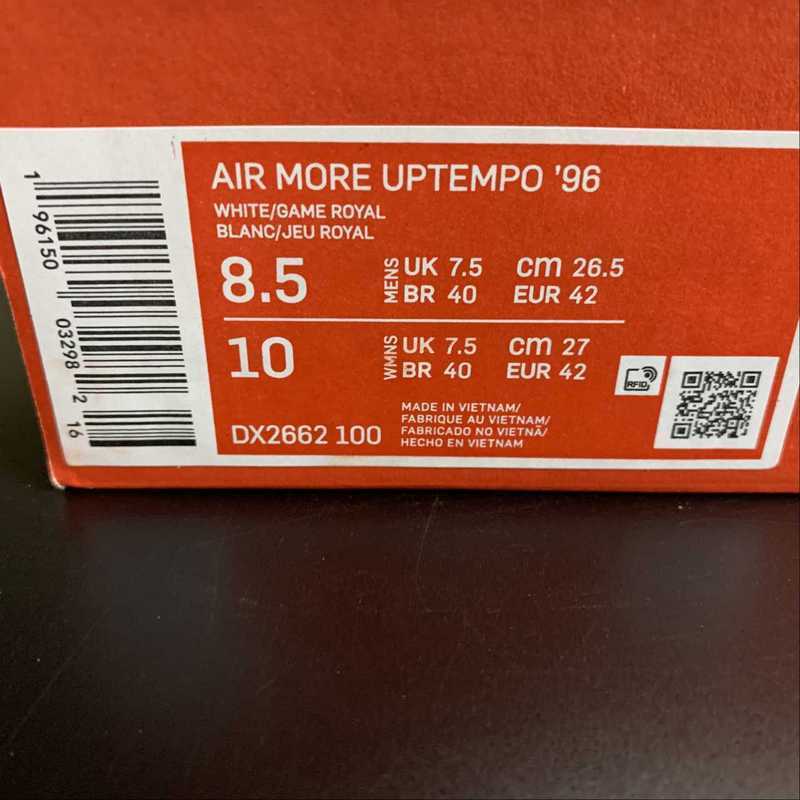 AIR MORE UPTEMPO '96
WHITE/GAME ROYAL
BLANC/JEU ROYAL
8.5 MENS UK 7.5 cm 26.5
BR 40 EUR 42
10 WMNS UK 7.5 cm 27
BR 40 EUR 42
DX2662 100
MADE IN VIETNAM/
FABRIQUE AU VIETNAM/
FABRICADO NO VIETNÃ/
HECHO EN VIETNAM
RFID
1 96150 03298 2 16